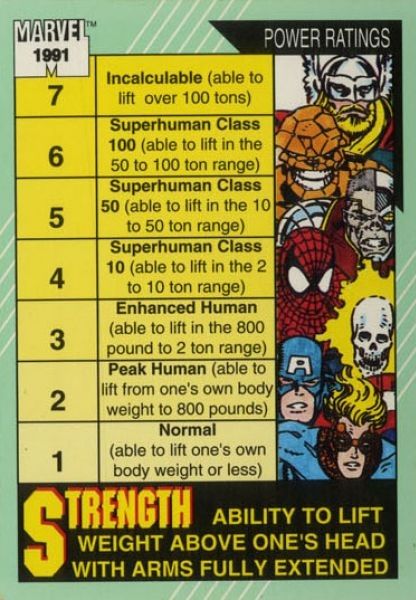 MARVEL™
1991
M
POWER RATINGS
7
Incalculable (able to
lift over 100 tons)
6
Superhuman Class
100 (able to lift in the
50 to 100 ton range)
5
Superhuman Class
50 (able to lift in the 10
to 50 ton range)
4
Superhuman Class
10 (able to lift in the 2
to 10 ton range)
3
Enhanced Human
(able to lift in the 800
pound to 2 ton range)
2
Peak Human (able to
lift from one's own body
weight to 800 pounds)
1
Normal
(able to lift one's own
body weight or less)
A
STRENGTH ABILITY TO LIFT
WEIGHT ABOVE ONE'S HEAD
WITH ARMS FULLY EXTENDED